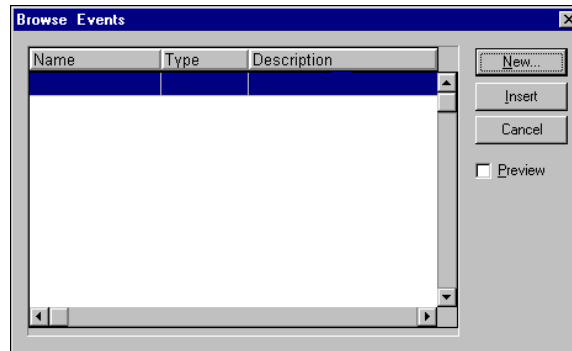 Browse Events
Name Type Description
New...
Insert
Cancel
Preview